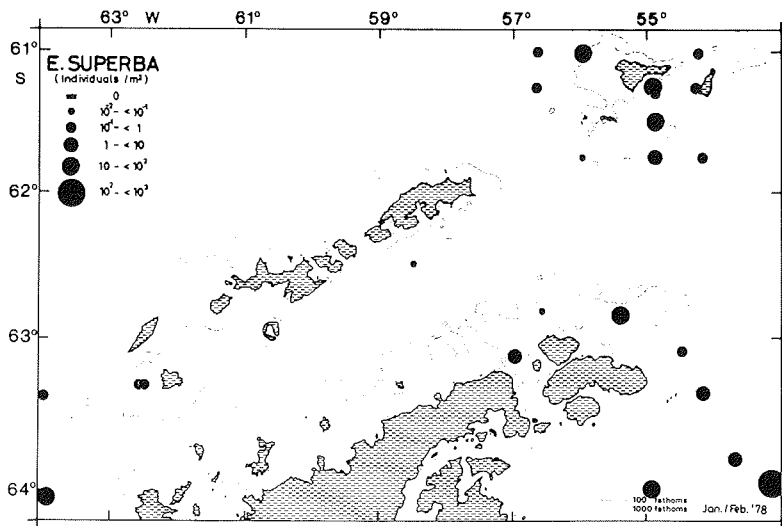 63° W 61° 59° 57° 55°
61°
S
E. SUPERBA
(Individuals /m²)
0
10⁻² - < 10⁻¹
10⁻¹ - < 1
1 - < 10
10 - < 10²
10² - < 10³
62°
63°
64°
100 fathoms
1000 fathoms
Jan./Feb. '78